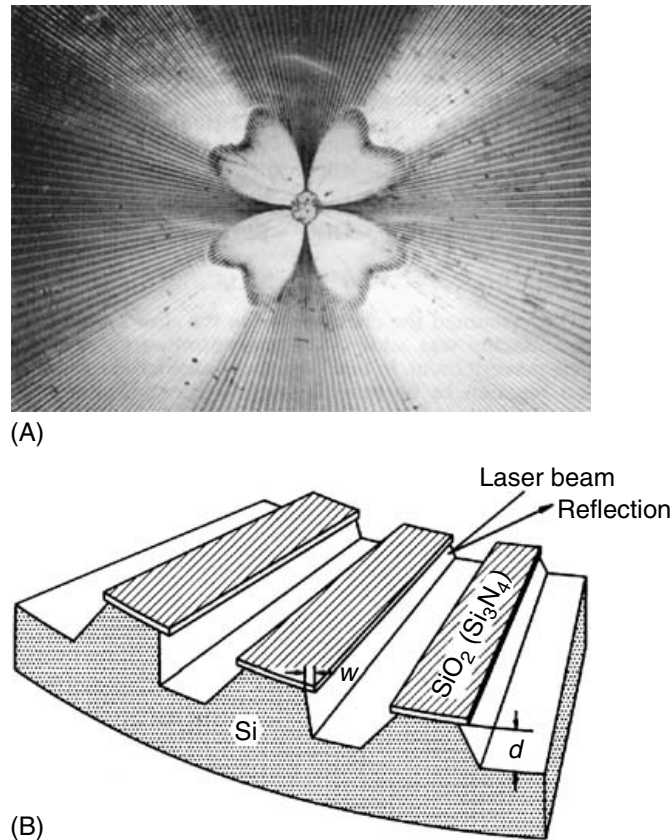 (A)
Laser beam
Reflection
SiO₂ (Si₃N₄)
w
Si
d
(B)